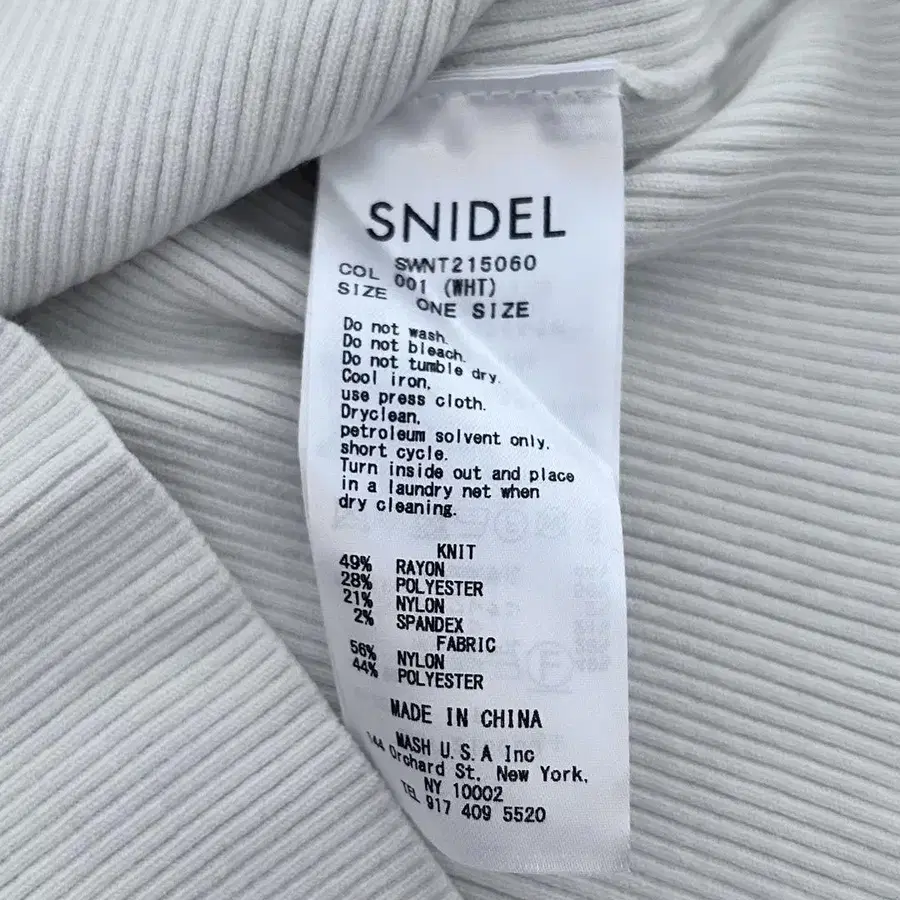 SNIDEL
SWNT215060
COL 001 (WHT)
SIZE ONE SIZE
Do not wash.
Do not bleach.
Do not tumble dry.
Cool iron,
use press cloth.
Dryclean,
petroleum solvent only,
short cycle.
Turn inside out and place
in a laundry net when
dry cleaning.
KNIT
49% RAYON
28% POLYESTER
21% NYLON
2% SPANDEX
FABRIC
56% NYLON
44% POLYESTER
MADE IN CHINA
MASH U.S.A Inc
144 Orchard St, New York,
NY 10002
TEL 917 409 5520